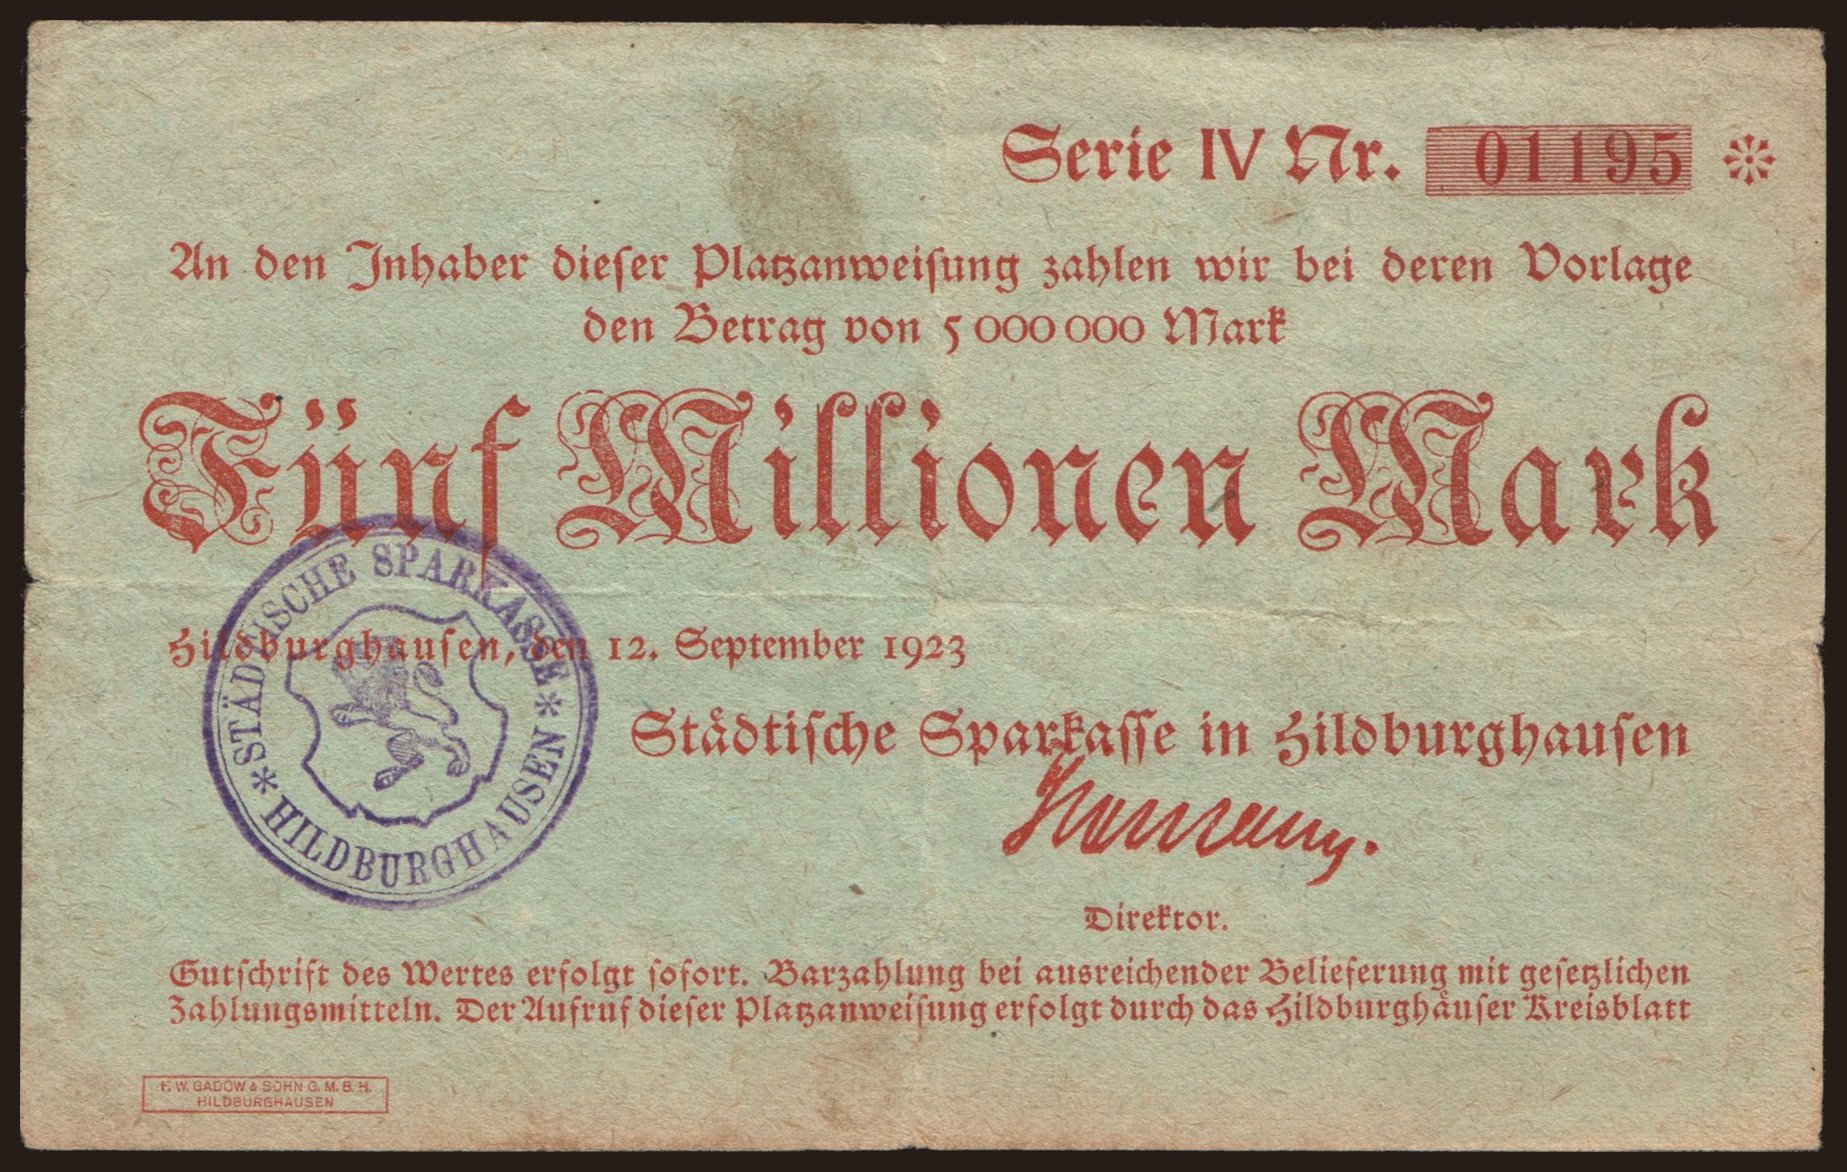 Serie IV Nr. 01195
An den Inhaber dieser Platzanweisung zahlen wir bei deren Vorlage
den Betrag von 5 000 000 Mark
Fünf Millionen Mark
Hildburghausen, den 12. September 1923
STÄDTISCHE SPARKASSE
* HILDBURGHAUSEN *
Städtische Sparkasse in Hildburghausen
Direktor.
Gutschrift des Wertes erfolgt sofort. Barzahlung bei ausreichender Belieferung mit gesetzlichen
Zahlungsmitteln. Der Aufruf dieser Platzanweisung erfolgt durch das Hildburghäuser Kreisblatt
F. W. GADOW & SOHN G. M. B. H.
HILDBURGHAUSEN